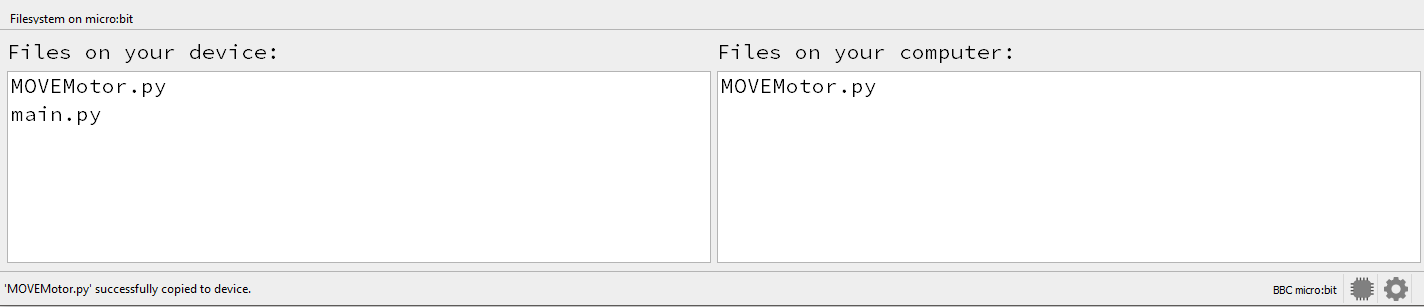 Filesystem on micro:bit
Files on your device:
MOVEMotor.py
main.py
Files on your computer:
MOVEMotor.py
'MOVEMotor.py' successfully copied to device.
BBC micro:bit